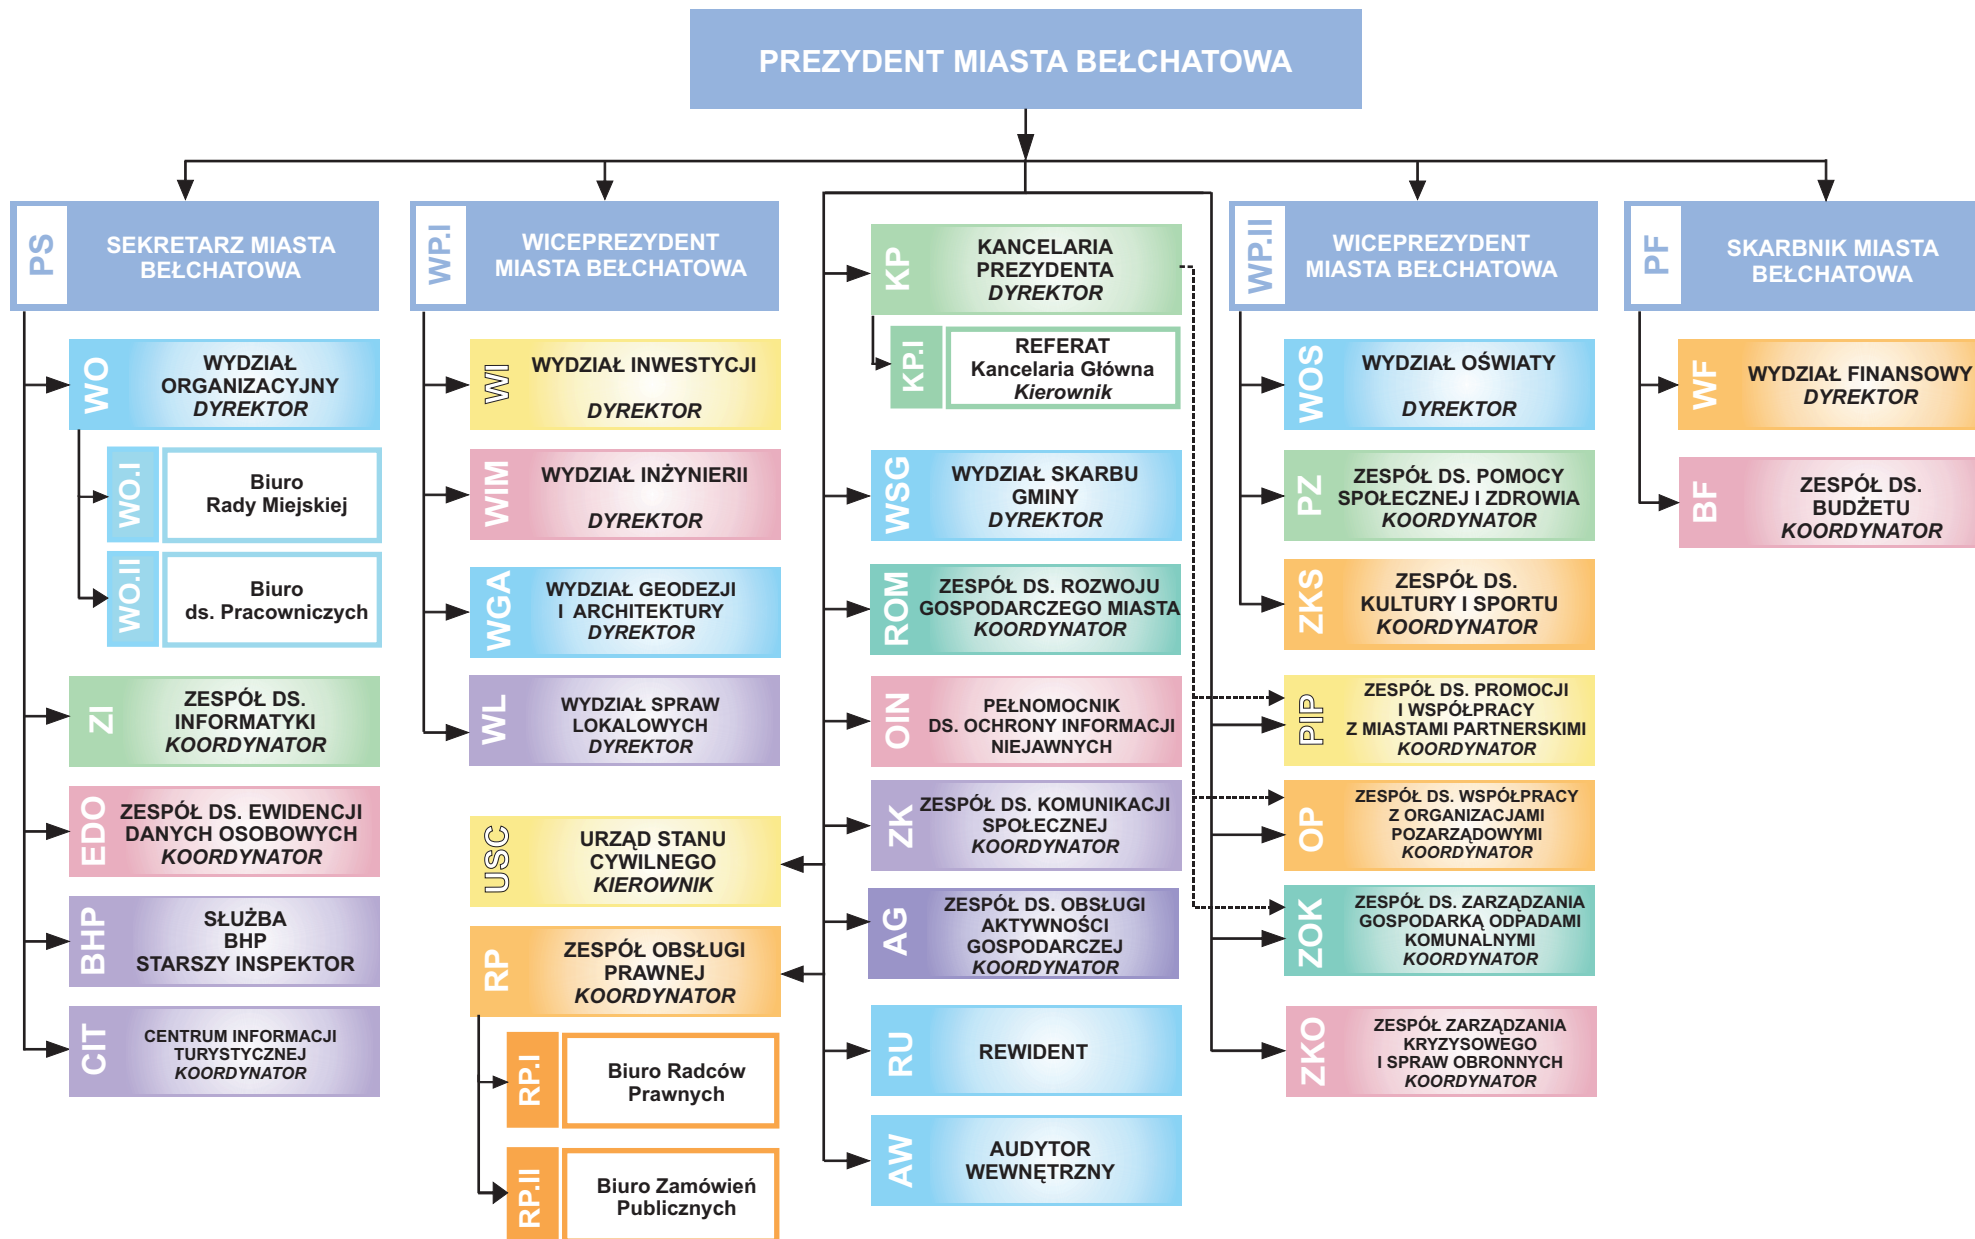 PREZYDENT MIASTA BEŁCHATOWA
PS
SEKRETARZ MIASTA
BEŁCHATOWA
WO
WYDZIAŁ
ORGANIZACYJNY
DYREKTOR
WO.I
Biuro
Rady Miejskiej
WO.II
Biuro
ds. Pracowniczych
ZI
ZESPÓŁ DS.
INFORMATYKI
KOORDYNATOR
EDO
ZESPÓŁ DS. EWIDENCJI
DANYCH OSOBOWYCH
KOORDYNATOR
BHP
SŁUŻBA
BHP
STARSZY INSPEKTOR
CIT
CENTRUM INFORMACJI
TURYSTYCZNEJ
KOORDYNATOR
WP.I
WICEPREZYDENT
MIASTA BEŁCHATOWA
WI
WYDZIAŁ INWESTYCJI
DYREKTOR
WIM
WYDZIAŁ INŻYNIERII
DYREKTOR
WGA
WYDZIAŁ GEODEZJI
I ARCHITEKTURY
DYREKTOR
WL
WYDZIAŁ SPRAW
LOKALOWYCH
DYREKTOR
USC
URZĄD STANU
CYWILNEGO
KIEROWNIK
RP
ZESPÓŁ OBSŁUGI
PRAWNEJ
KOORDYNATOR
RP.I
Biuro Radców
Prawnych
RP.II
Biuro Zamówień
Publicznych
KP
KANCELARIA
PREZYDENTA
DYREKTOR
KP.I
REFERAT
Kancelaria Główna
Kierownik
WSG
WYDZIAŁ SKARBU
GMINY
DYREKTOR
ROM
ZESPÓŁ DS. ROZWOJU
GOSPODARCZEGO MIASTA
KOORDYNATOR
OIN
PEŁNOMOCNIK
DS. OCHRONY INFORMACJI
NIEJAWNYCH
ZK
ZESPÓŁ DS. KOMUNIKACJI
SPOŁECZNEJ
KOORDYNATOR
AG
ZESPÓŁ DS. OBSŁUGI
AKTYWNOŚCI
GOSPODARCZEJ
KOORDYNATOR
RU
REWIDENT
AW
AUDYTOR
WEWNĘTRZNY
WP.II
WICEPREZYDENT
MIASTA BEŁCHATOWA
WOS
WYDZIAŁ OŚWIATY
DYREKTOR
PZ
ZESPÓŁ DS. POMOCY
SPOŁECZNEJ I ZDROWIA
KOORDYNATOR
ZKS
ZESPÓŁ DS.
KULTURY I SPORTU
KOORDYNATOR
PIP
ZESPÓŁ DS. PROMOCJI
I WSPÓŁPRACY
Z MIASTAMI PARTNERSKIMI
KOORDYNATOR
OP
ZESPÓŁ DS. WSPÓŁPRACY
Z ORGANIZACJAMI
POZARZĄDOWYMI
KOORDYNATOR
ZOK
ZESPÓŁ DS. ZARZĄDZANIA
GOSPODARKĄ ODPADAMI
KOMUNALNYMI
KOORDYNATOR
ZKO
ZESPÓŁ ZARZĄDZANIA
KRYZYSOWEGO
I SPRAW OBRONNYCH
KOORDYNATOR
PF
SKARBNIK MIASTA
BEŁCHATOWA
WF
WYDZIAŁ FINANSOWY
DYREKTOR
BF
ZESPÓŁ DS.
BUDŻETU
KOORDYNATOR